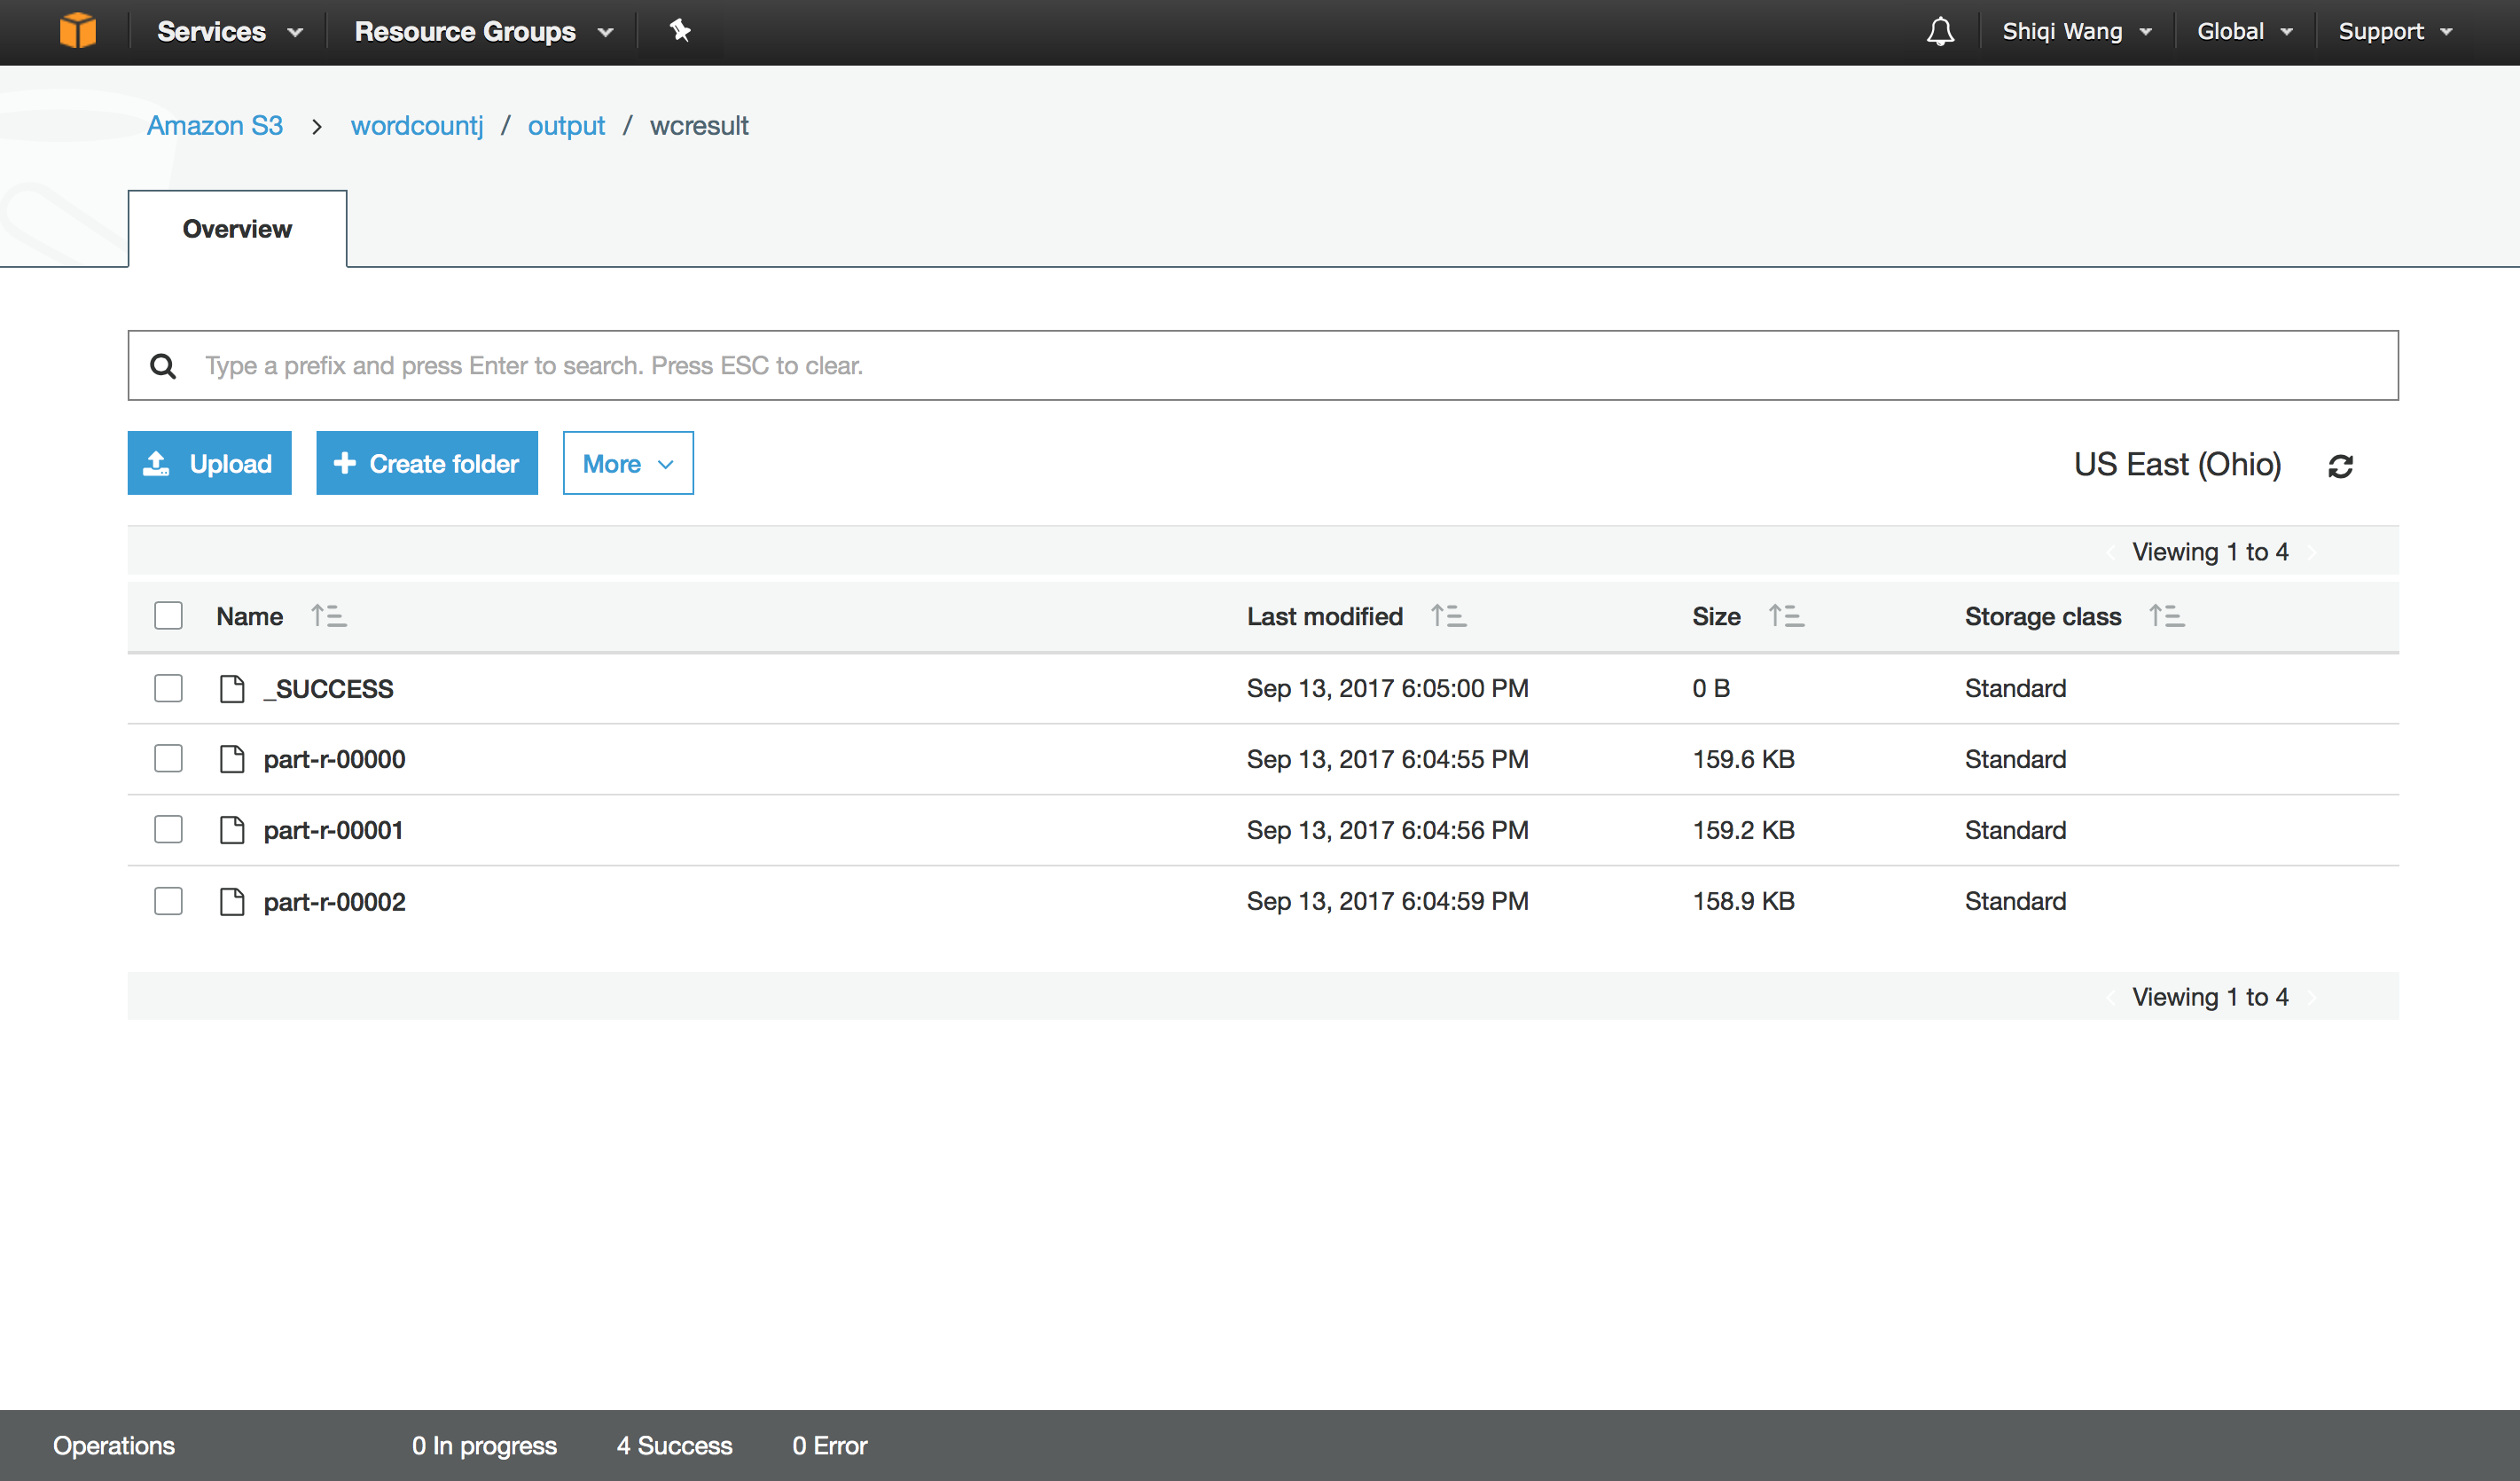 Services Resource Groups Shiqi Wang Global Support
Amazon S3 > wordcountj / output / wcresult
Overview
Type a prefix and press Enter to search. Press ESC to clear.
Upload + Create folder More US East (Ohio)
Viewing 1 to 4
Name Last modified Size Storage class
_SUCCESS Sep 13, 2017 6:05:00 PM 0 B Standard
part-r-00000 Sep 13, 2017 6:04:55 PM 159.6 KB Standard
part-r-00001 Sep 13, 2017 6:04:56 PM 159.2 KB Standard
part-r-00002 Sep 13, 2017 6:04:59 PM 158.9 KB Standard
Viewing 1 to 4
Operations 0 In progress 4 Success 0 Error